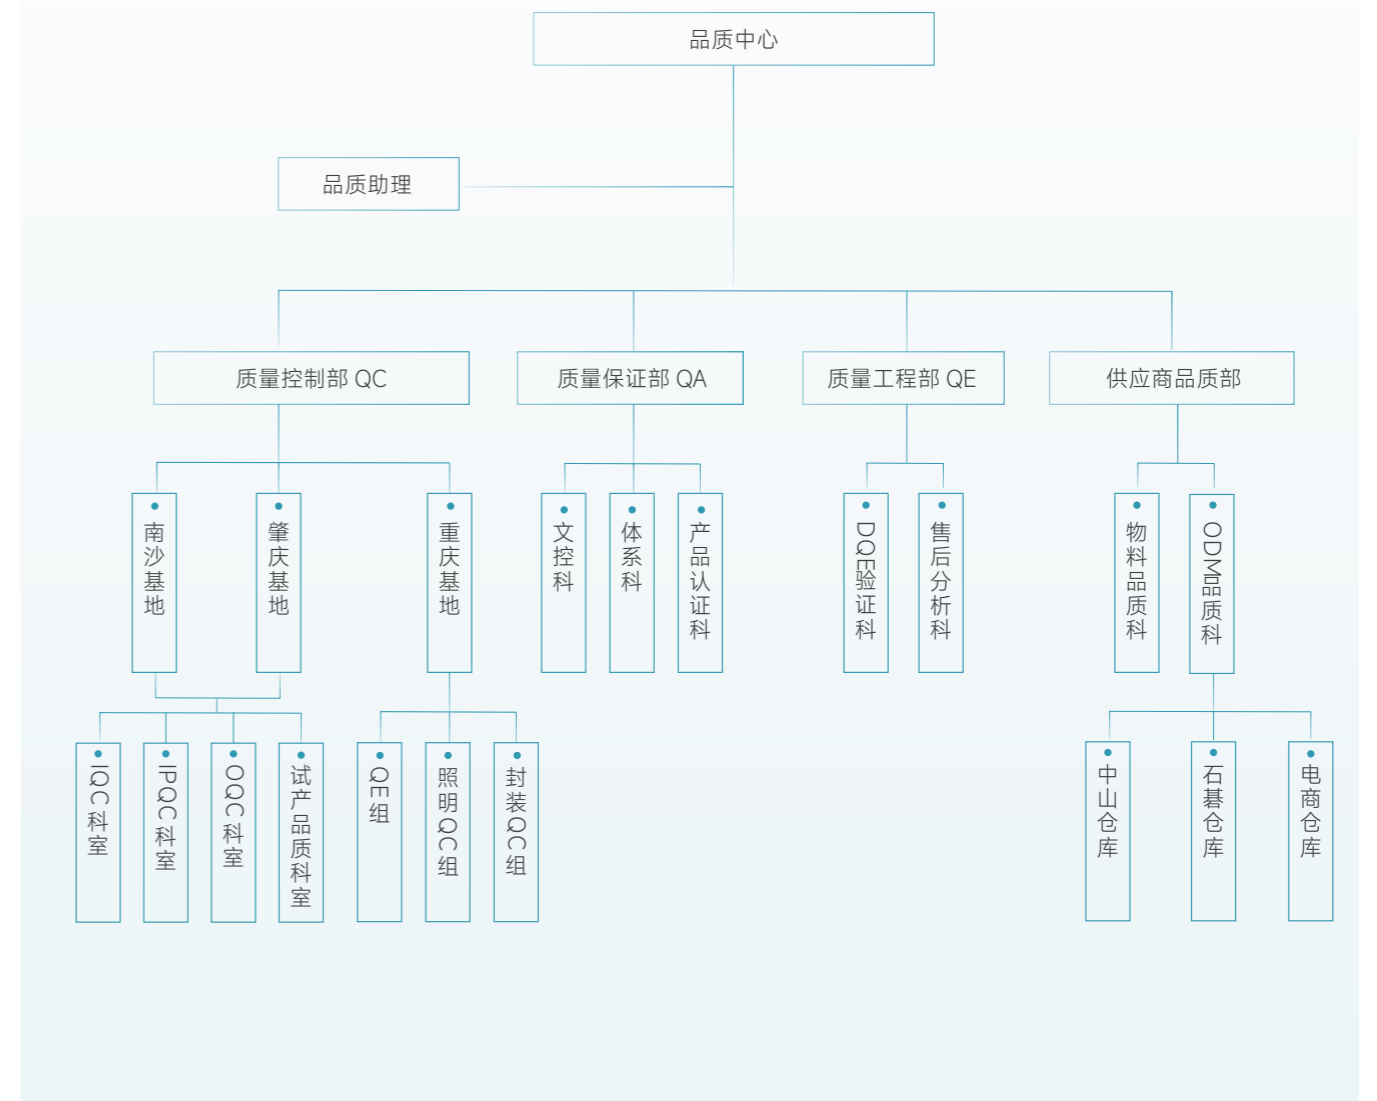 品质中心
品质助理
质量控制部 QC
质量保证部 QA
质量工程部 QE
供应商品质部
南沙基地
肇庆基地
重庆基地
文控科
体系科
产品认证科
DQE验证科
售后分析科
物料品质科
ODM品质科
IQC科室
IPQC科室
OQC科室
试产品质科室
QE组
照明QC组
封装QC组
中山仓库
石碁仓库
电商仓库